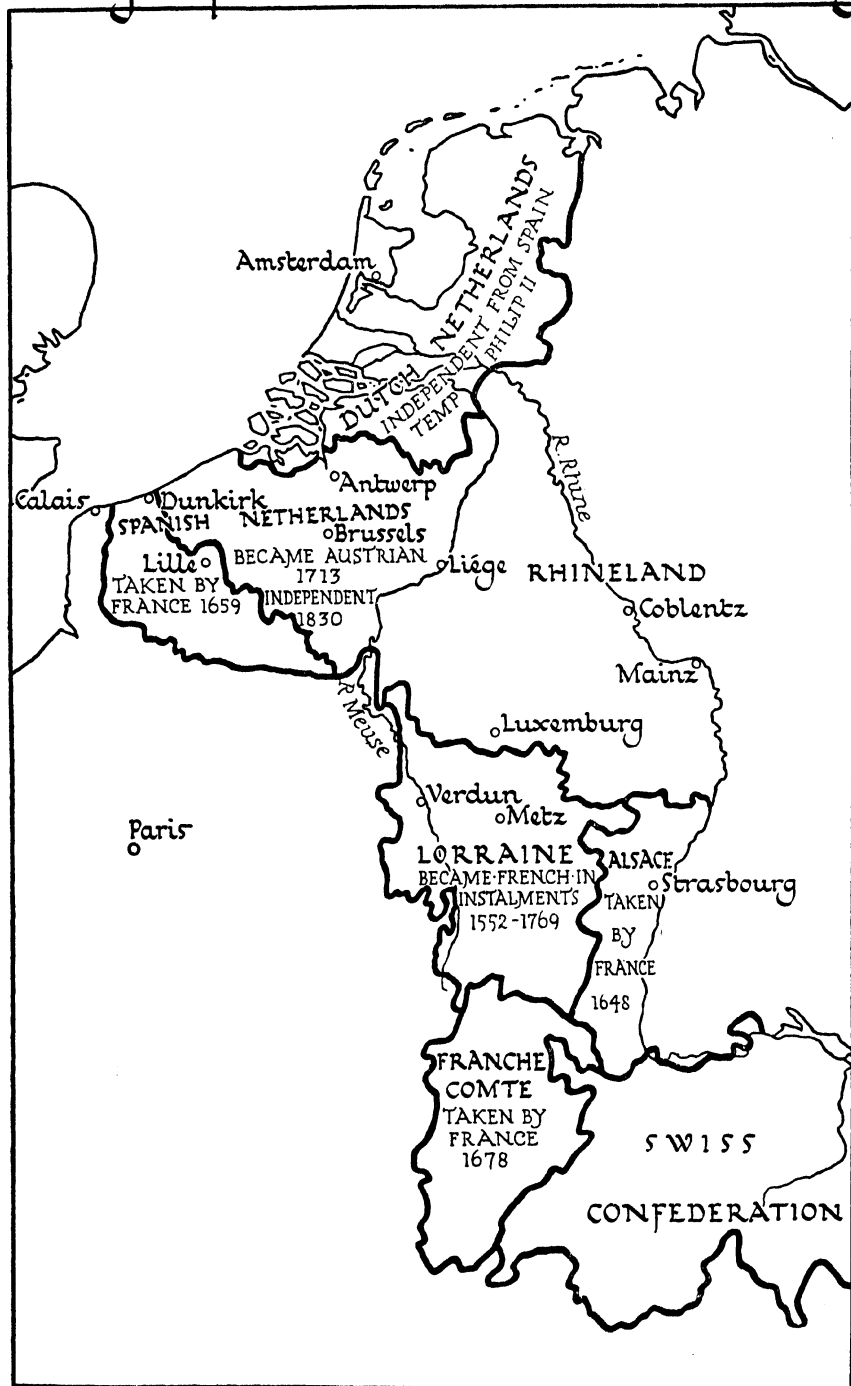 Amsterdam
DUTCH NETHERLANDS
INDEPENDENT FROM SPAIN
TEMP PHILIP II
R. Rhine
Calais
Dunkirk
Antwerp
SPANISH NETHERLANDS
Brussels
Lille
BECAME AUSTRIAN
1713
INDEPENDENT
1830
TAKEN BY
FRANCE 1659
Liége
RHINELAND
Coblentz
Mainz
R. Meuse
Luxemburg
Verdun
Metz
Paris
LORRAINE
BECAME·FRENCH·IN
INSTALMENTS
1552-1769
ALSACE
TAKEN
BY
FRANCE
1648
Strasbourg
FRANCHE
COMTE
TAKEN BY
FRANCE
1678
SWISS
CONFEDERATION